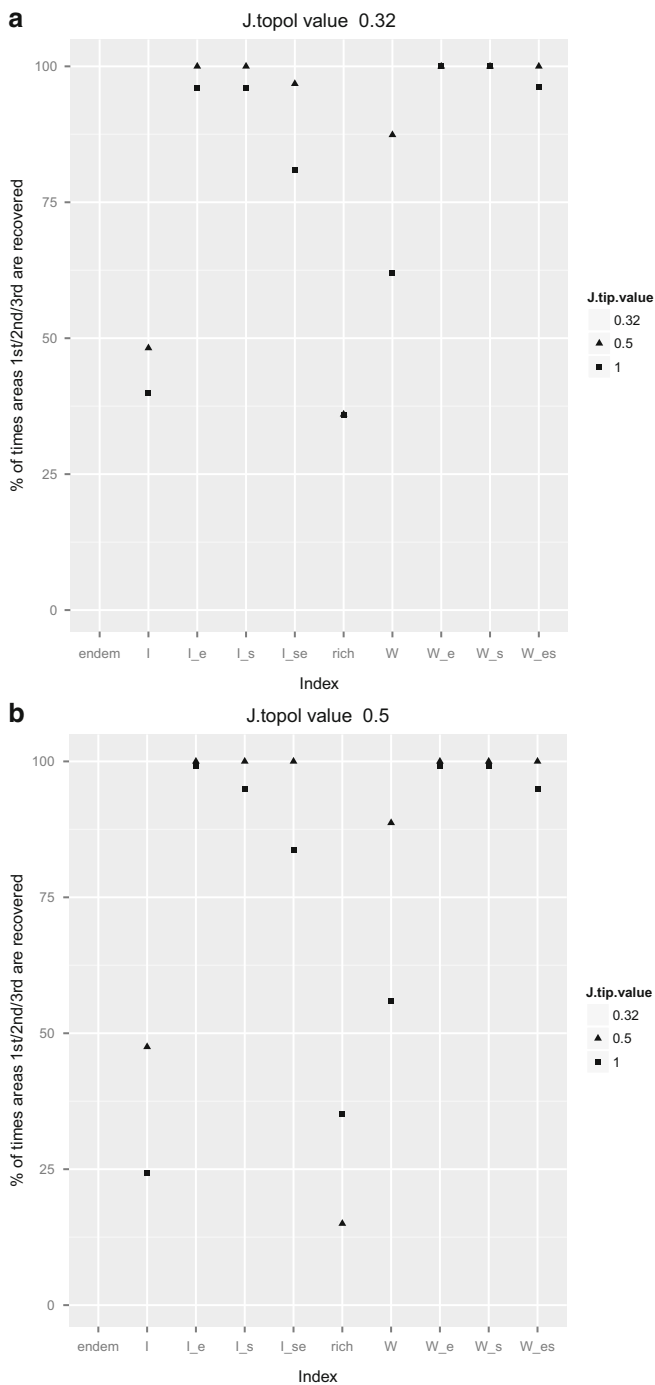 a
J.topol value 0.32
100
75
50
25
0
% of times areas 1st/2nd/3rd are recovered
endem I I_e I_s I_se rich W W_e W_s W_es
Index
J.tip.value
0.32
0.5
1
b
J.topol value 0.5
100
75
50
25
0
% of times areas 1st/2nd/3rd are recovered
endem I I_e I_s I_se rich W W_e W_s W_es
Index
J.tip.value
0.32
0.5
1